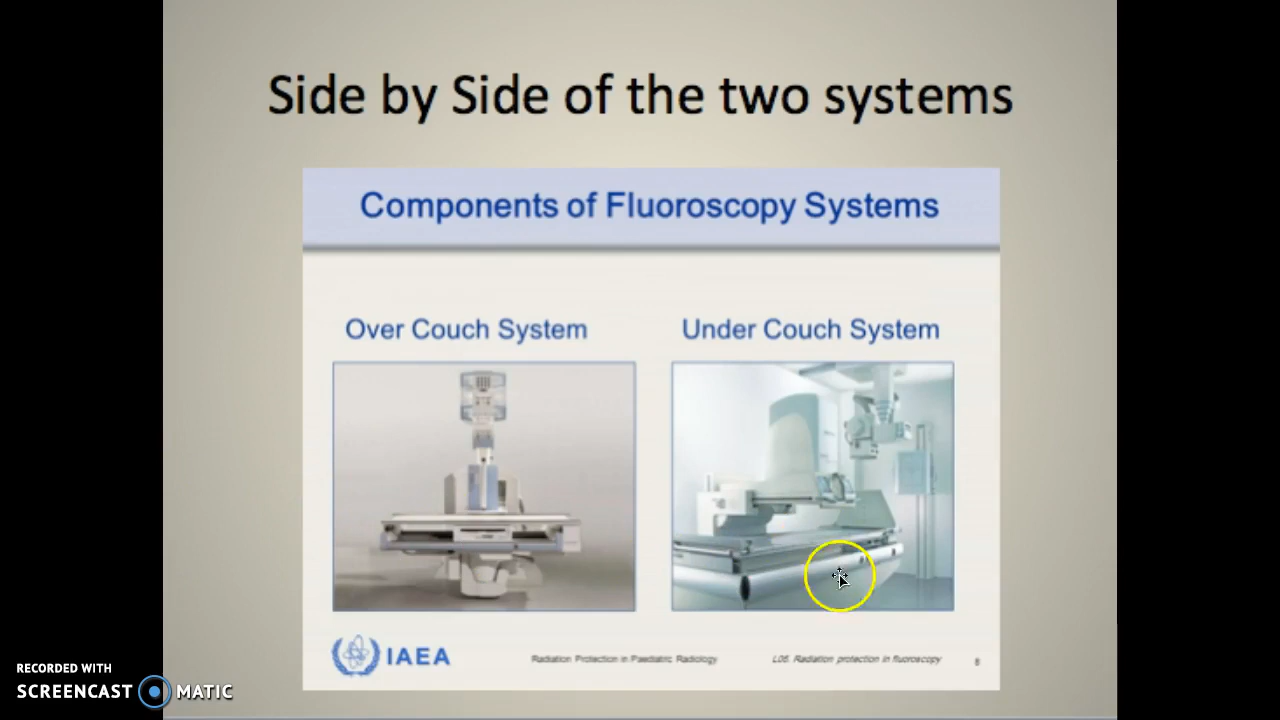 Side by Side of the two systems
Components of Fluoroscopy Systems
Over Couch System
Under Couch System
IAEA
Radiation Protection in Paediatric Radiology
L06. Radiation protection in fluoroscopy
RECORDED WITH
SCREENCAST MATIC